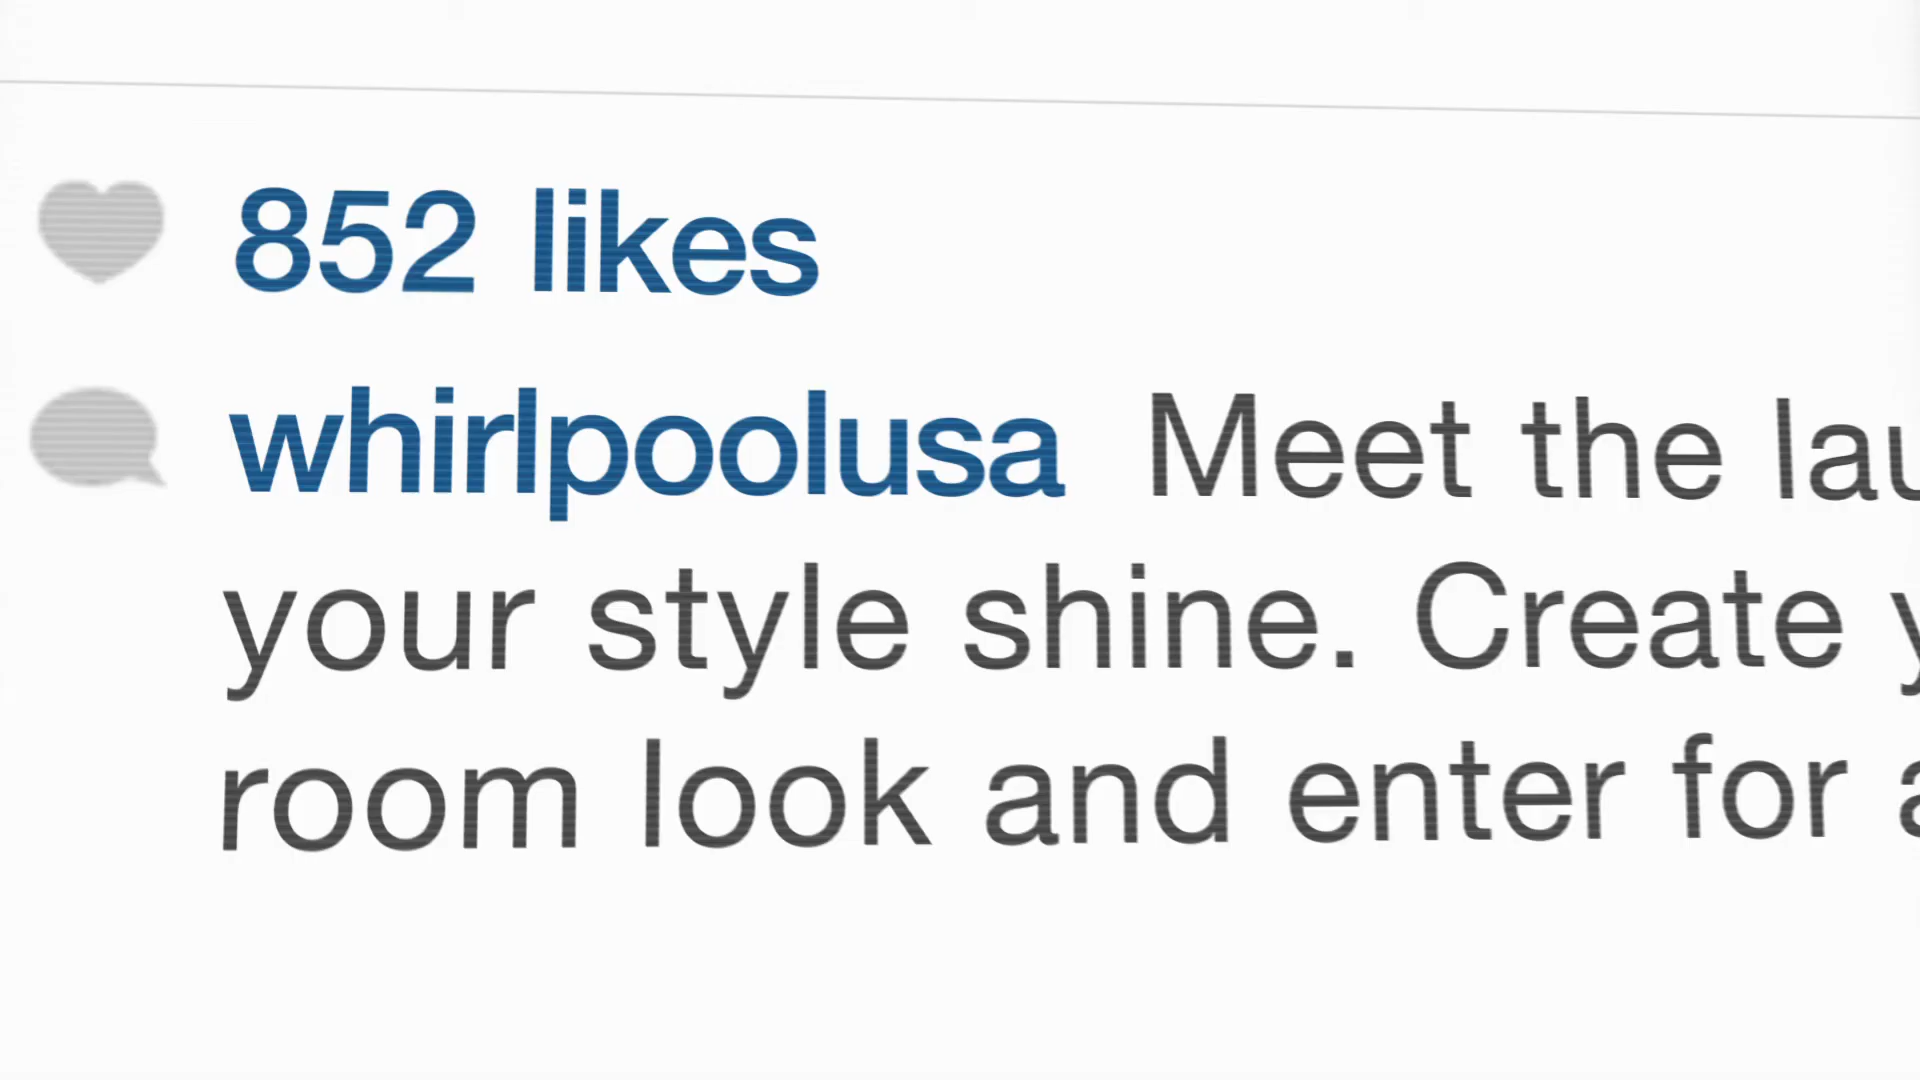 852 likes
whirlpoolusa Meet the
your style shine. Create
room look and enter for